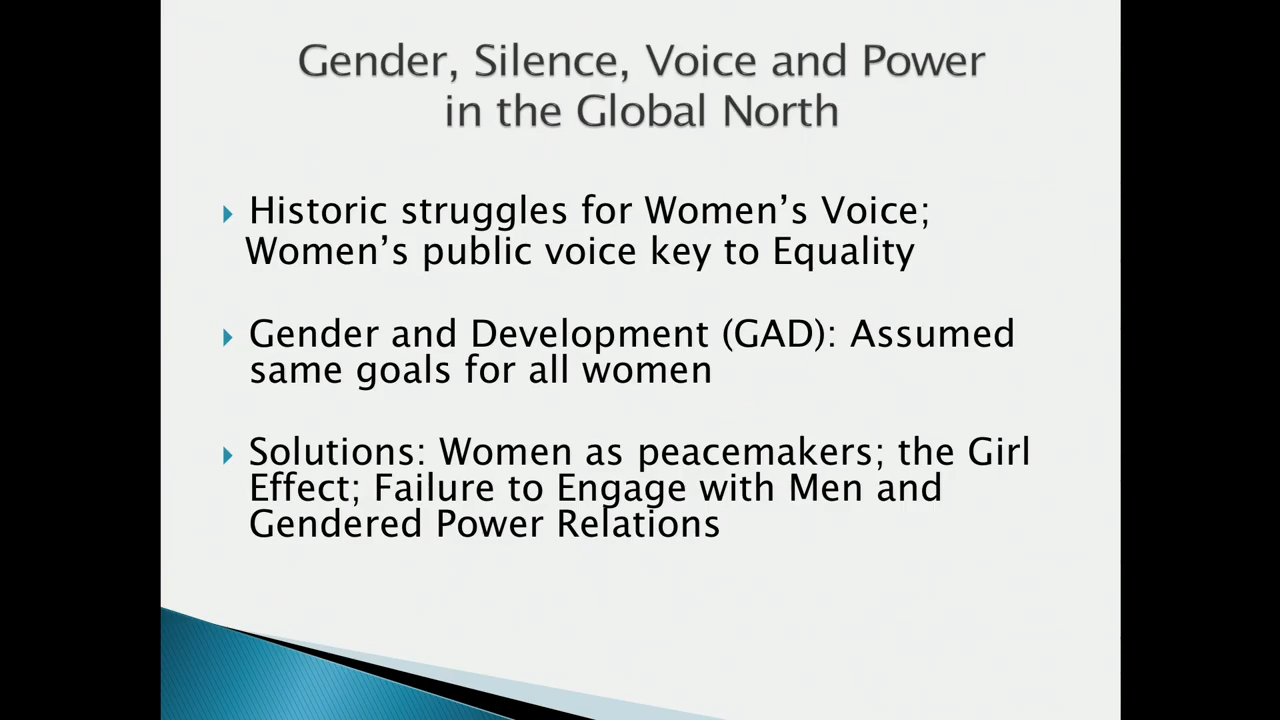 Gender, Silence, Voice and Power
in the Global North
Historic struggles for Women’s Voice;
Women’s public voice key to Equality
Gender and Development (GAD): Assumed
same goals for all women
Solutions: Women as peacemakers; the Girl
Effect; Failure to Engage with Men and
Gendered Power Relations